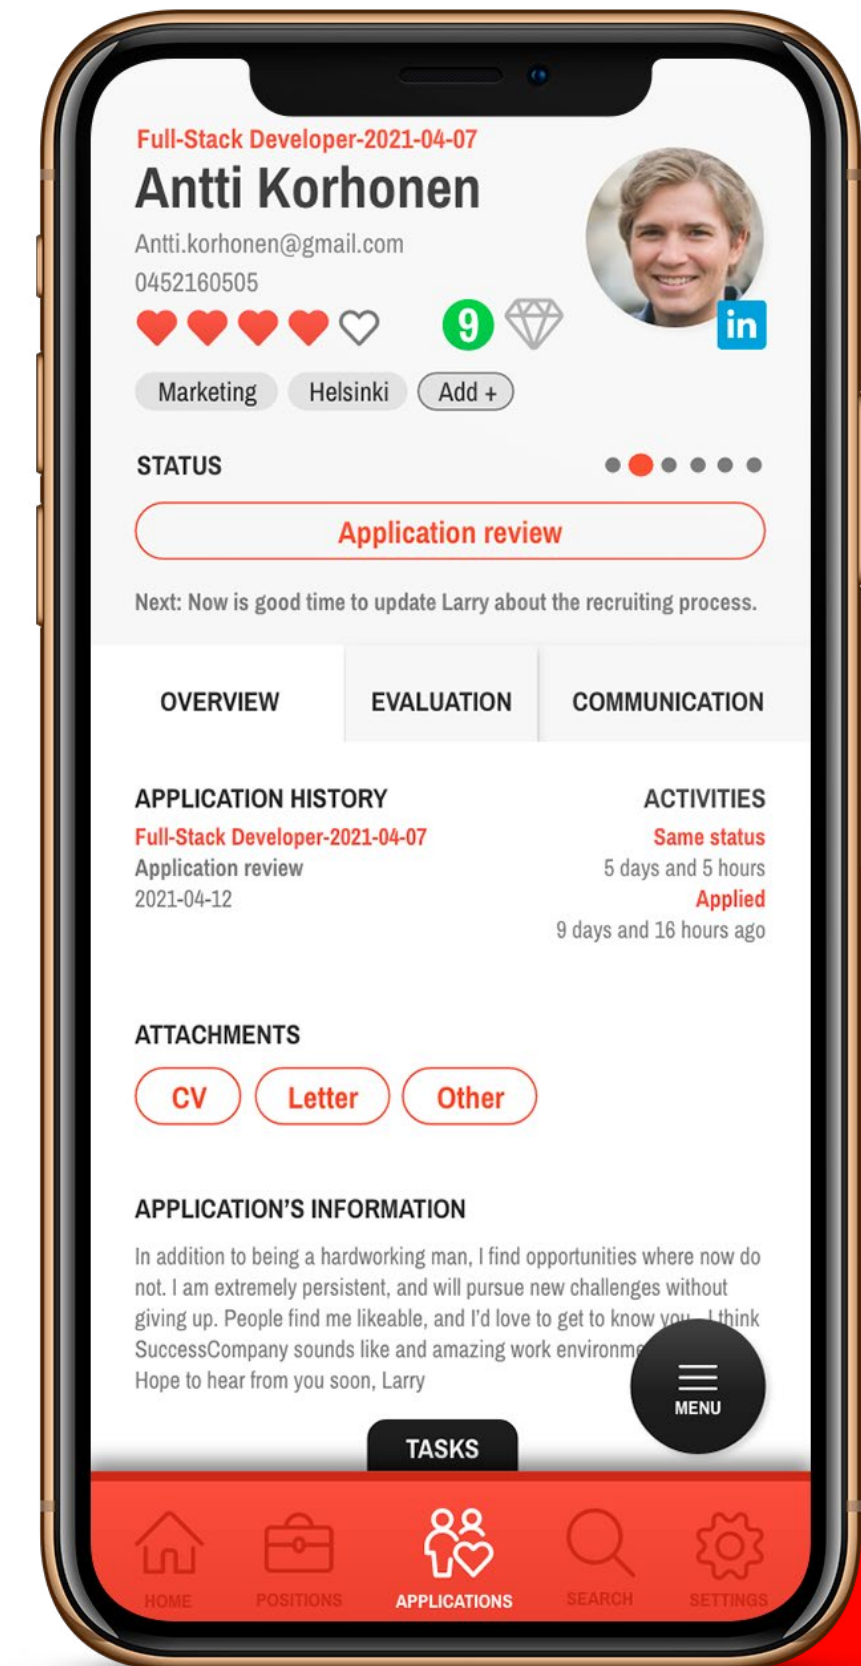 Full-Stack Developer-2021-04-07
Antti Korhonen
Antti.korhonen@gmail.com
0452160505
9
in
Marketing Helsinki Add +
STATUS
Application review
Next: Now is good time to update Larry about the recruiting process.
OVERVIEW EVALUATION COMMUNICATION
APPLICATION HISTORY
Full-Stack Developer-2021-04-07
Application review
2021-04-12
ACTIVITIES
Same status
5 days and 5 hours
Applied
9 days and 16 hours ago
ATTACHMENTS
CV Letter Other
APPLICATION'S INFORMATION
In addition to being a hardworking man, I find opportunities where now do
not. I am extremely persistent, and will pursue new challenges without
giving up. People find me likeable, and I'd love to get to know you. I think
SuccessCompany sounds like and amazing work
Hope to hear from you soon, Larry
MENU
TASKS
HOME POSITIONS APPLICATIONS SEARCH SETTINGS